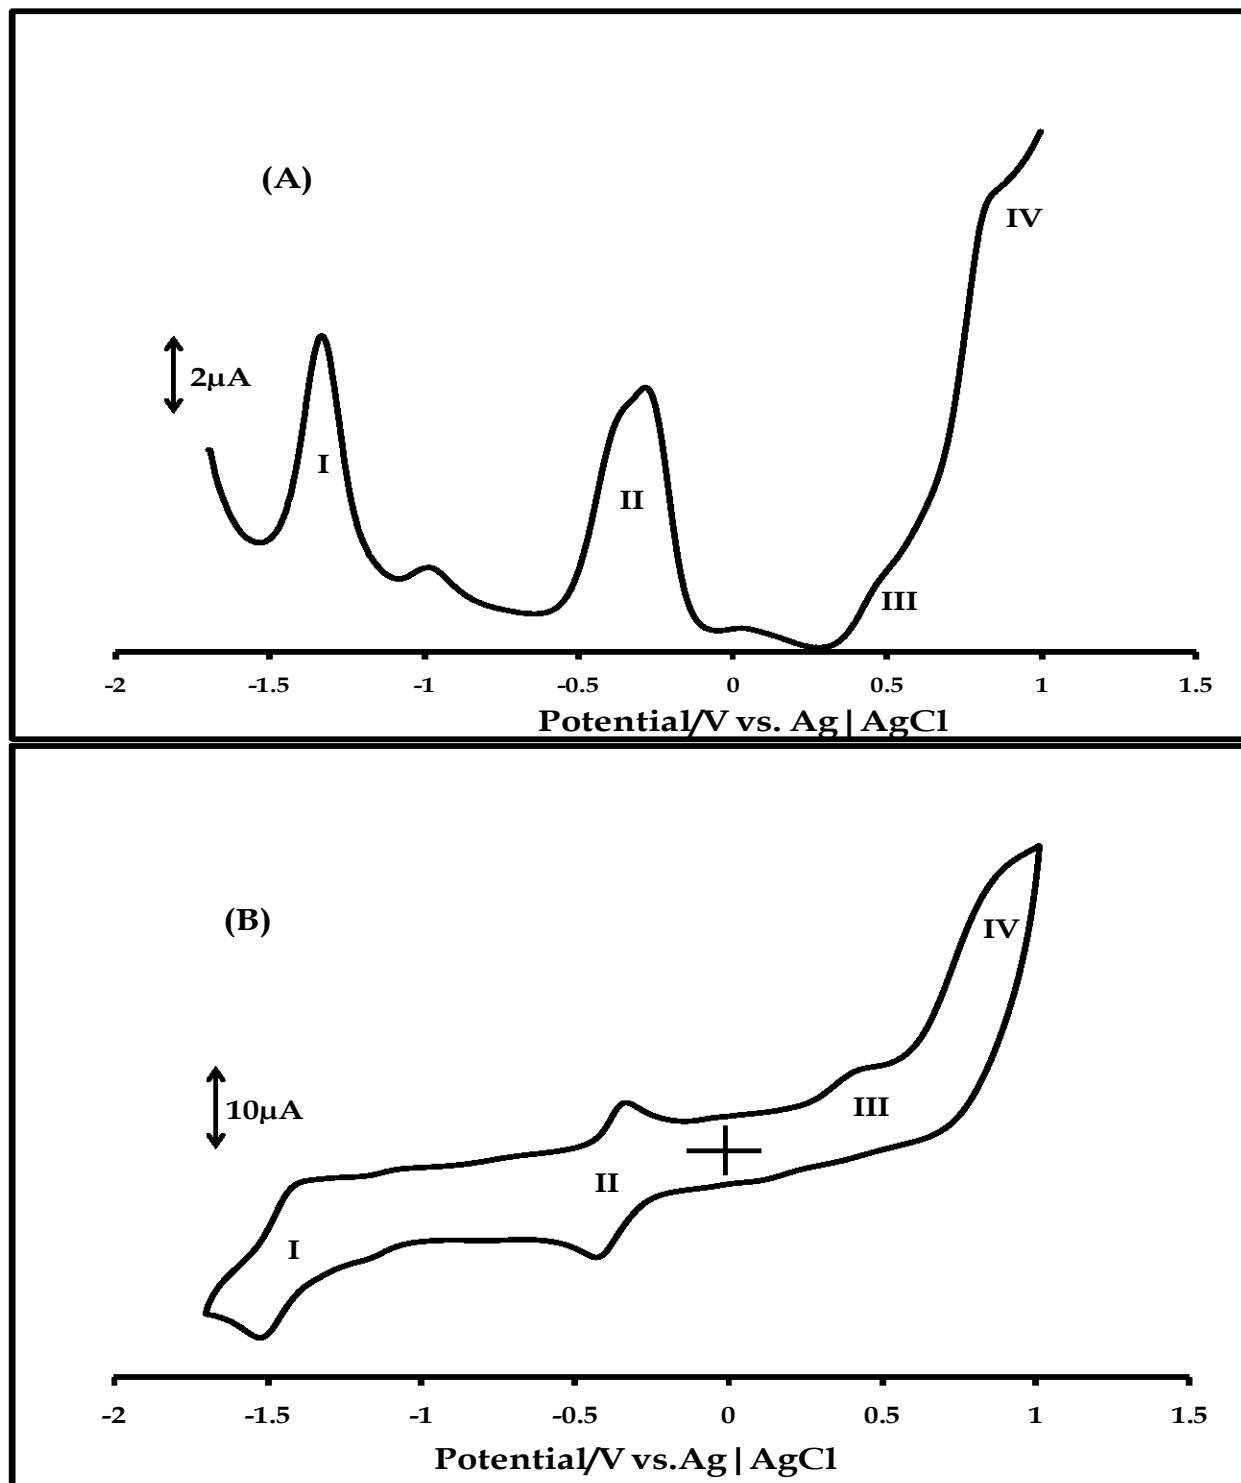 (A)
IV
2µA
I
II
III
-2 -1.5 -1 -0.5 0 0.5 1 1.5
Potential/V vs. Ag|AgCl
(B)
IV
10µA
III
II
I
-2 -1.5 -1 -0.5 0 0.5 1 1.5
Potential/V vs.Ag|AgCl